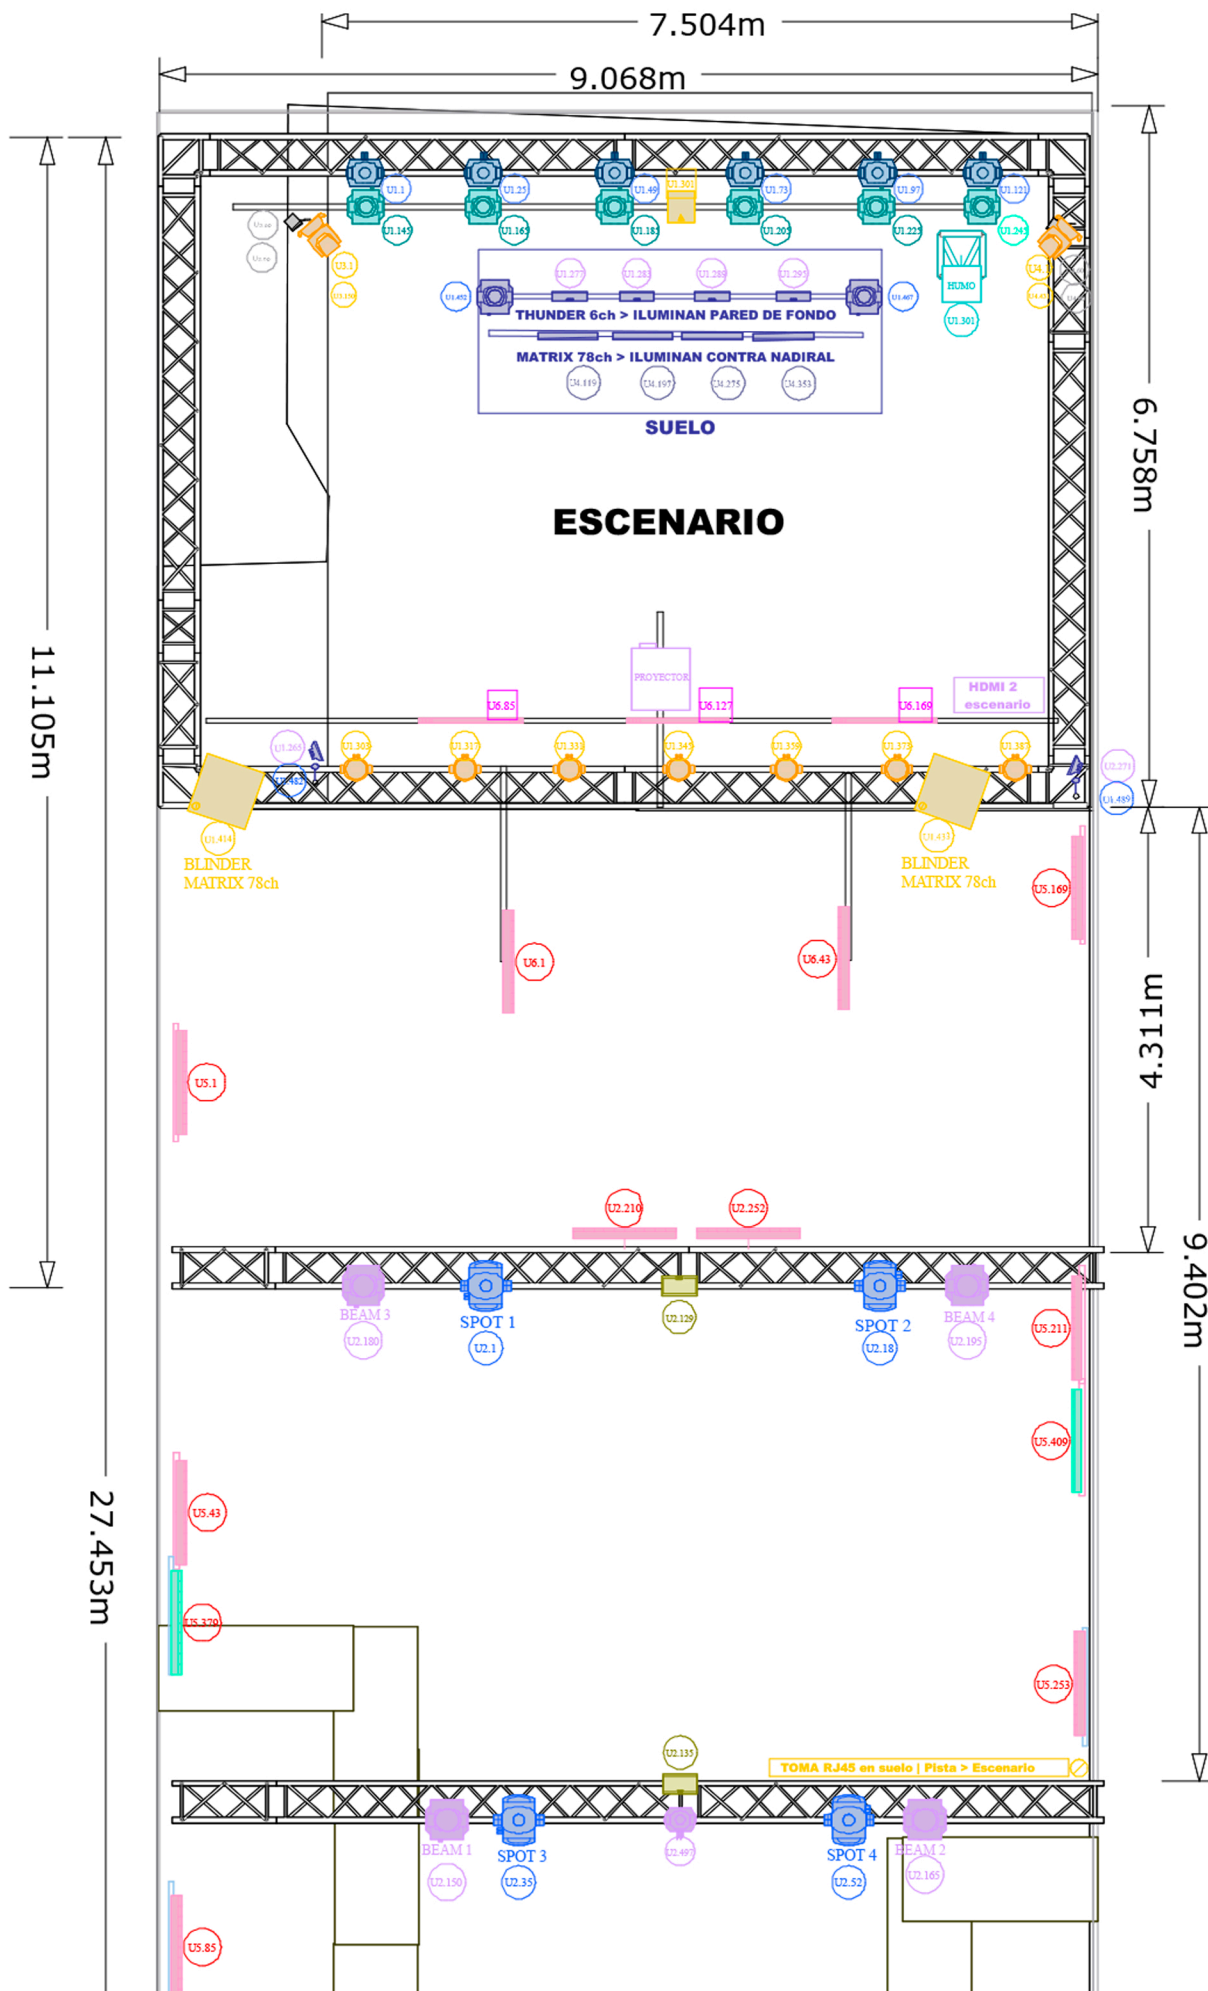 7.504m
9.068m
U1.1
U1.25
U1.49
U1.301
U1.73
U1.97
U1.121
U1.145
U1.165
U1.185
U1.205
U1.225
U1.245
U3.1
U1.277
U1.283
U1.289
U1.295
U1.452
U1.467
HUMO
U1.301
THUNDER 6ch > ILUMINAN PARED DE FONDO
MATRIX 78ch > ILUMINAN CONTRA NADIRAL
U4.119
U4.197
U4.275
U4.353
SUELO
6.758m
ESCENARIO
11.105m
PROYECTOR
HDMI 2
escenario
U6.85
U6.127
U6.169
U1.265
U1.303
U1.317
U1.331
U1.345
U1.359
U1.373
U1.387
U2.271
U1.482
U1.489
U1.414
U1.433
BLINDER
MATRIX 78ch
BLINDER
MATRIX 78ch
U5.169
U6.1
U6.43
4.311m
U5.1
U2.210
U2.252
9.402m
BEAM 3
SPOT 1
U2.129
SPOT 2
BEAM 4
U2.180
U2.1
U2.18
U2.195
U5.211
U5.409
27.453m
U5.43
U5.379
U5.253
U2.135
TOMA RJ45 en suelo | Pista > Escenario
BEAM 1
SPOT 3
U2.497
SPOT 4
BEAM 2
U2.150
U2.35
U2.52
U2.165
U5.85